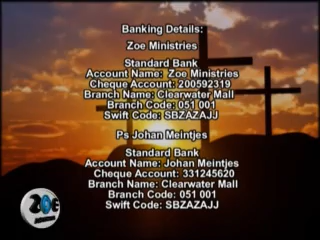 Banking Details:
Zoe Ministries
Standard Bank
Account Name: Zoe Ministries
Cheque Account: 200592319
Branch Name: Clearwater Mall
Branch Code: 051 001
Swift Code: SBZAZAJJ
Ps Johan Meintjes
Standard Bank
Account Name: Johan Meintjes
Cheque Account: 331245620
Branch Name: Clearwater Mall
Branch Code: 051 001
Swift Code: SBZAZAJJ
ZOE